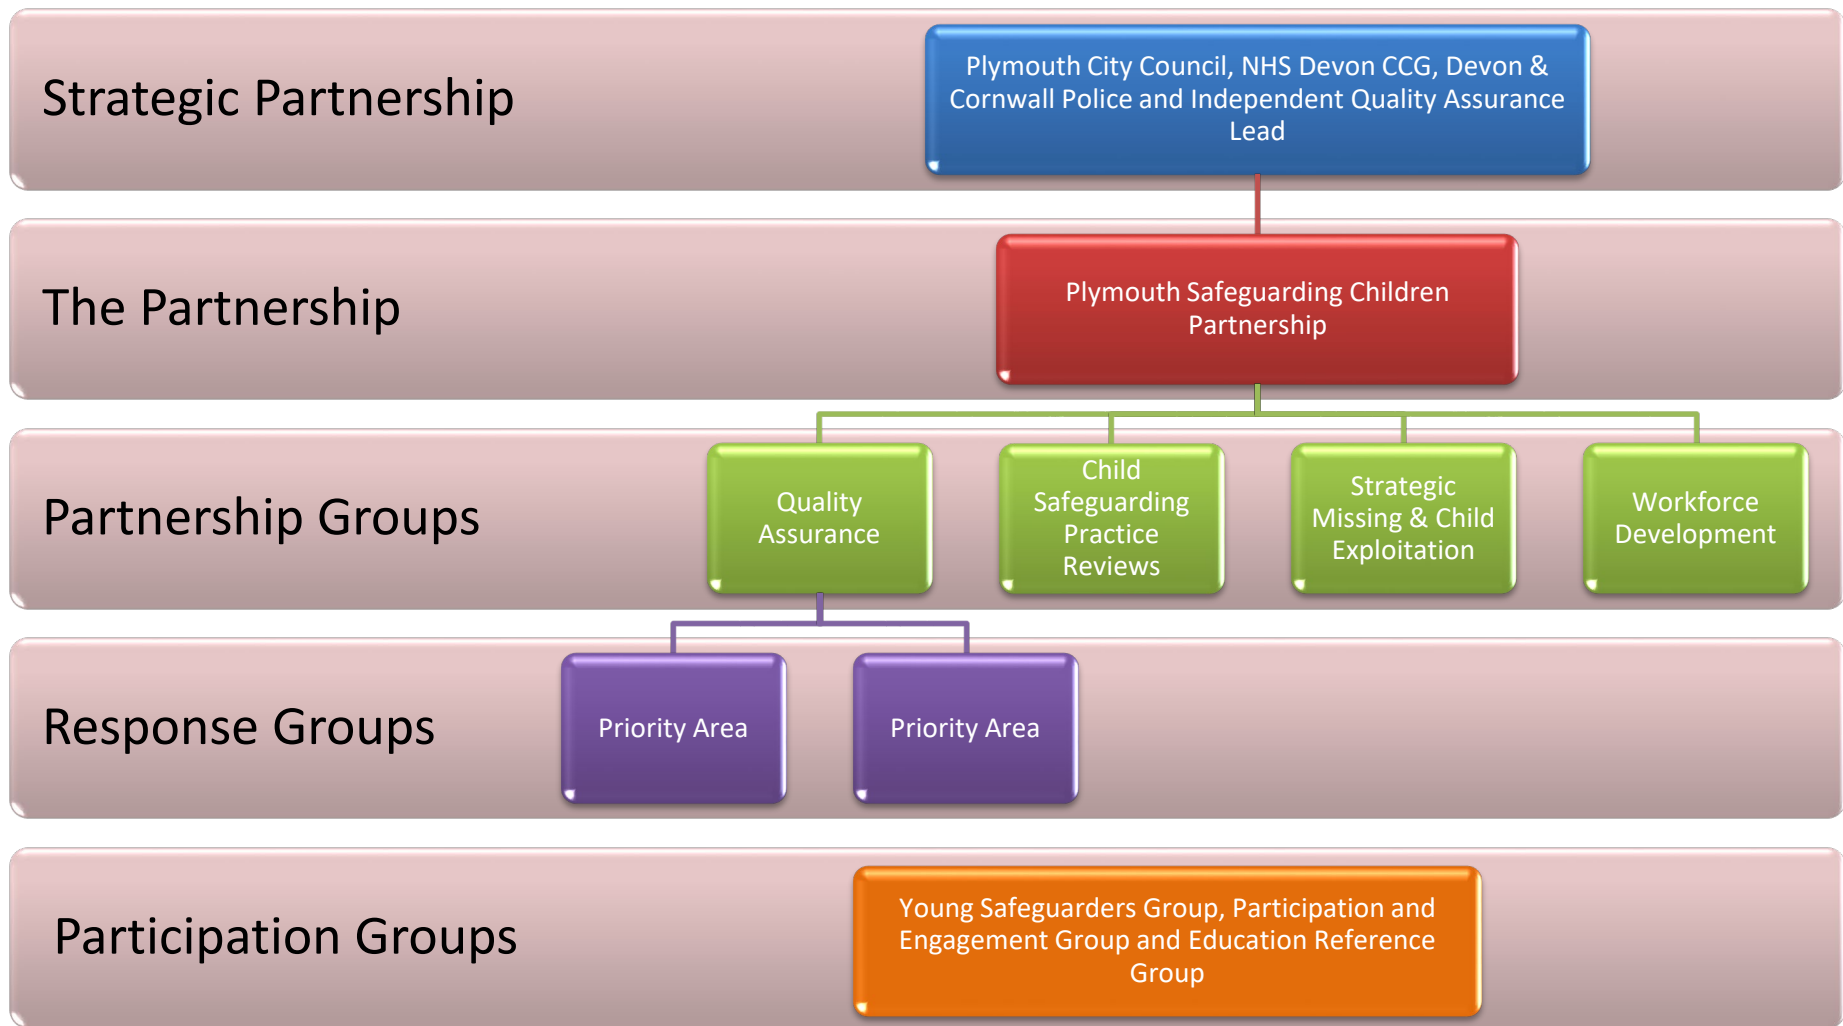 Strategic Partnership
Plymouth City Council, NHS Devon CCG, Devon &
Cornwall Police and Independent Quality Assurance
Lead
The Partnership
Plymouth Safeguarding Children
Partnership
Partnership Groups
Quality
Assurance
Child
Safeguarding
Practice
Reviews
Strategic
Missing & Child
Exploitation
Workforce
Development
Response Groups
Priority Area
Priority Area
Participation Groups
Young Safeguarders Group, Participation and
Engagement Group and Education Reference
Group